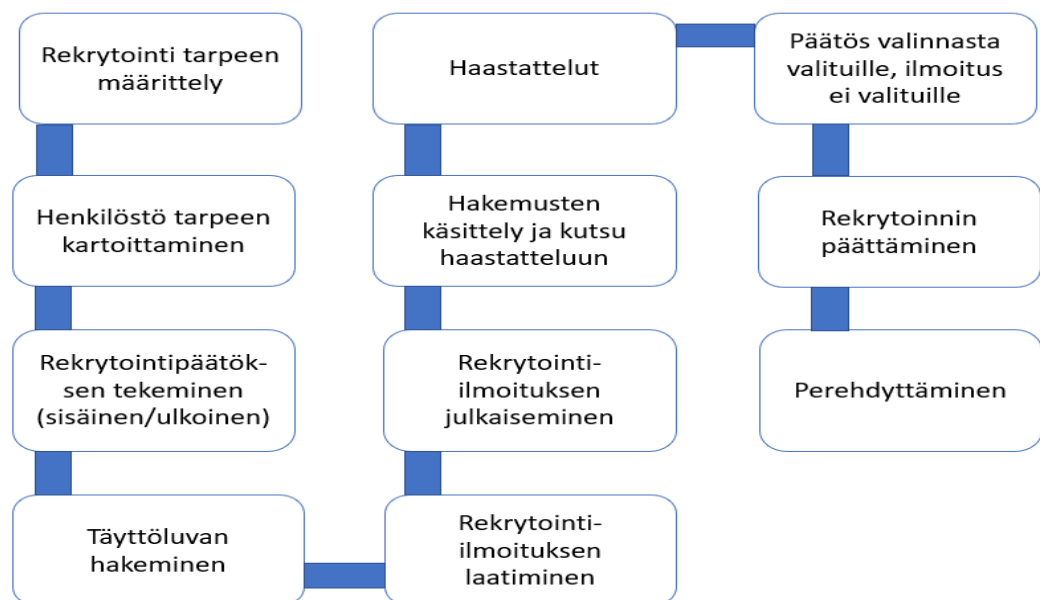 Rekrytointi tarpeen
määrittely
Henkilöstö tarpeen
kartoittaminen
Rekrytointipäätök-
sen tekeminen
(sisäinen/ulkoinen)
Täyttöluvan
hakeminen
Rekrytointi-
ilmoituksen
laatiminen
Rekrytointi-
ilmoituksen
julkaiseminen
Hakemusten
käsittely ja kutsu
haastatteluun
Haastattelut
Päätös valinnasta
valituille, ilmoitus
ei valituille
Rekrytoinnin
päättäminen
Perehdyttäminen